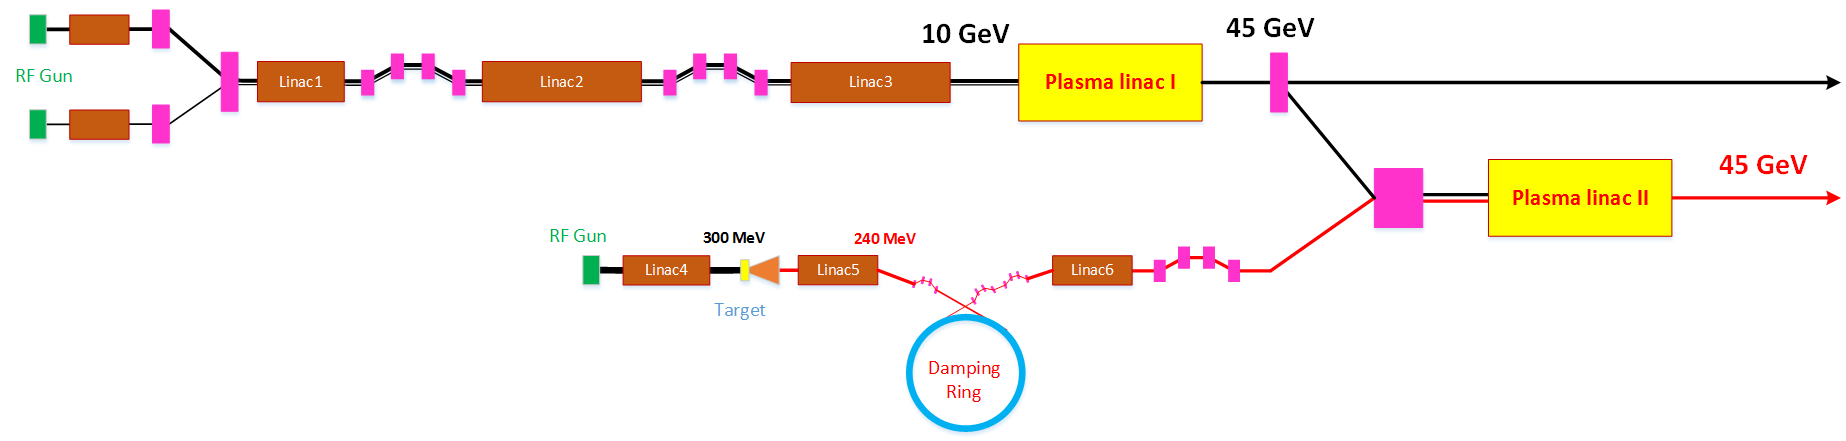 10 GeV
45 GeV
RF Gun
Linac1
Linac2
Linac3
Plasma linac I
45 GeV
Plasma linac II
RF Gun
300 MeV
240 MeV
Linac4
Linac5
Linac6
Target
Damping
Ring